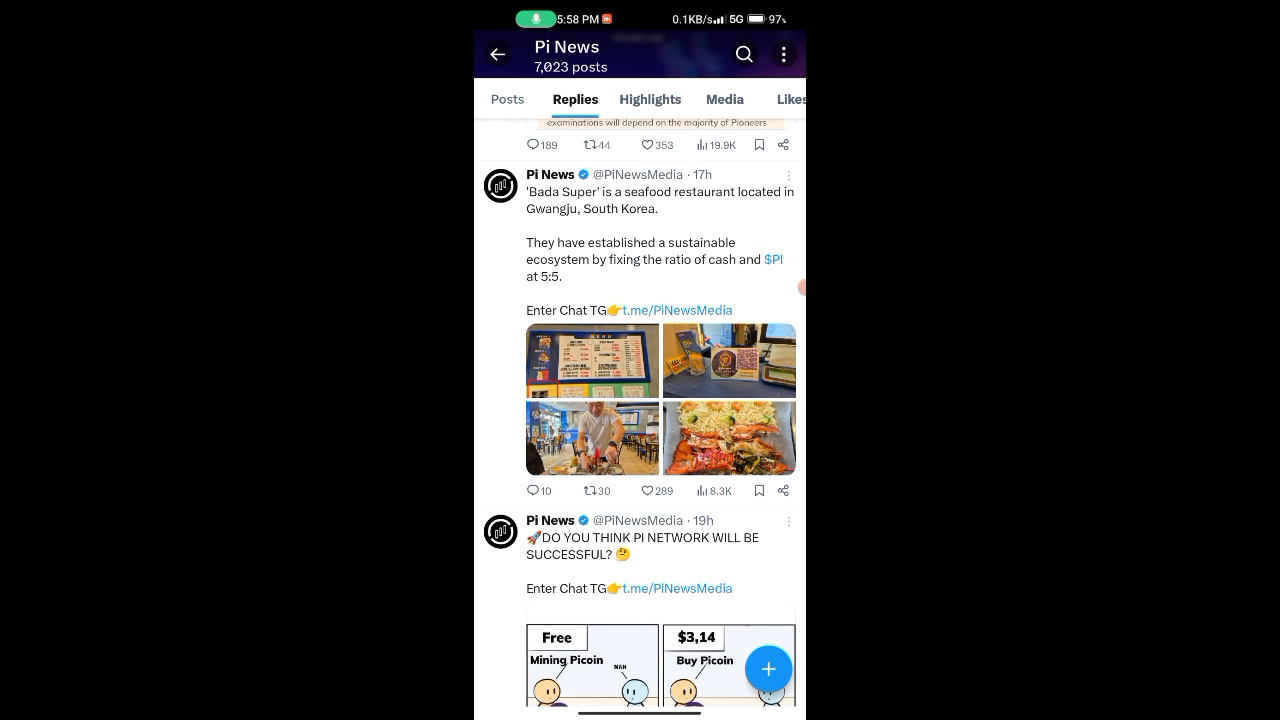 5:58 PM
0.1KB/s 5G 97%
Pi News
7,023 posts
Posts Replies Highlights Media Likes
examinations will depend on the majority of Pioneers
189 44 353 19.9K
Pi News @PiNewsMedia · 17h
'Bada Super' is a seafood restaurant located in
Gwangju, South Korea.
They have established a sustainable
ecosystem by fixing the ratio of cash and $PI
at 5:5.
Enter Chat TG👉t.me/PiNewsMedia
10 30 289 8.3K
Pi News @PiNewsMedia · 19h
🚀DO YOU THINK PI NETWORK WILL BE
SUCCESSFUL? 🤔
Enter Chat TG👉t.me/PiNewsMedia
Free $3,14
Mining Picoin NAH Buy Picoin